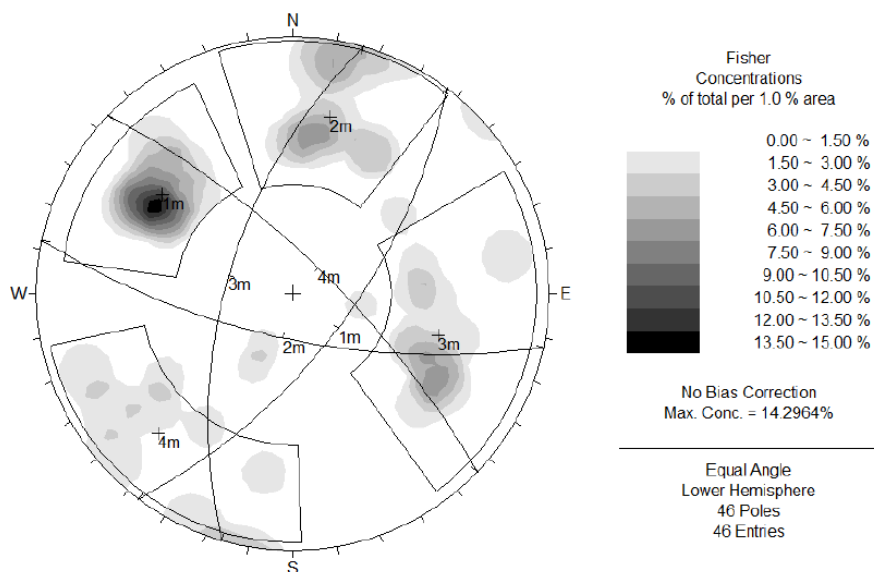 N
W
E
S
1m
2m
3m
4m
3m
4m
1m
2m
Fisher
Concentrations
% of total per 1.0 % area
0.00 ~ 1.50 %
1.50 ~ 3.00 %
3.00 ~ 4.50 %
4.50 ~ 6.00 %
6.00 ~ 7.50 %
7.50 ~ 9.00 %
9.00 ~ 10.50 %
10.50 ~ 12.00 %
12.00 ~ 13.50 %
13.50 ~ 15.00 %
No Bias Correction
Max. Conc. = 14.2964%
Equal Angle
Lower Hemisphere
46 Poles
46 Entries